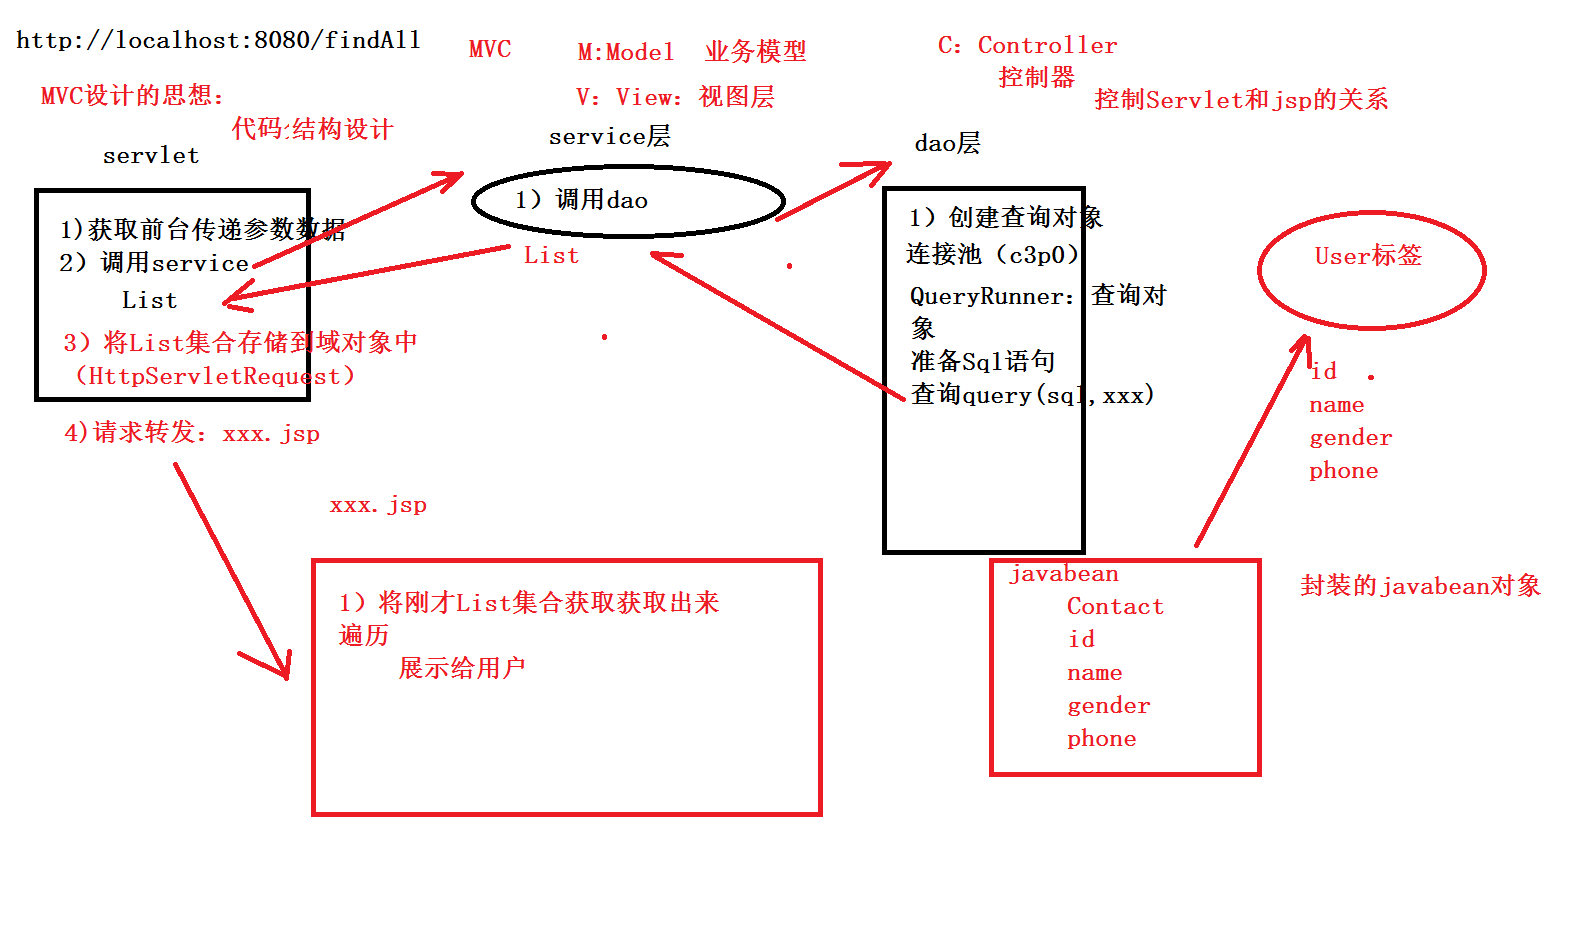 http://localhost:8080/findAll
MVC
M:Model 业务模型
C：Controller
控制器
MVC设计的思想：
V：View：视图层
控制Servlet和jsp的关系
代码
结构设计
servlet
service层
dao层
1)获取前台传递参数数据
2）调用service
List
3）将List集合存储到域对象中
（HttpServletRequest）
4)请求转发：xxx.jsp
1）调用dao
List
1）创建查询对象
连接池（c3p0）
QueryRunner：查询对
象
准备Sql语句
查询query(sql,xxx)
User标签
id
name
gender
phone
xxx.jsp
1）将刚才List集合获取获取出来
遍历
展示给用户
javabean
Contact
id
name
gender
phone
封装的javabean对象